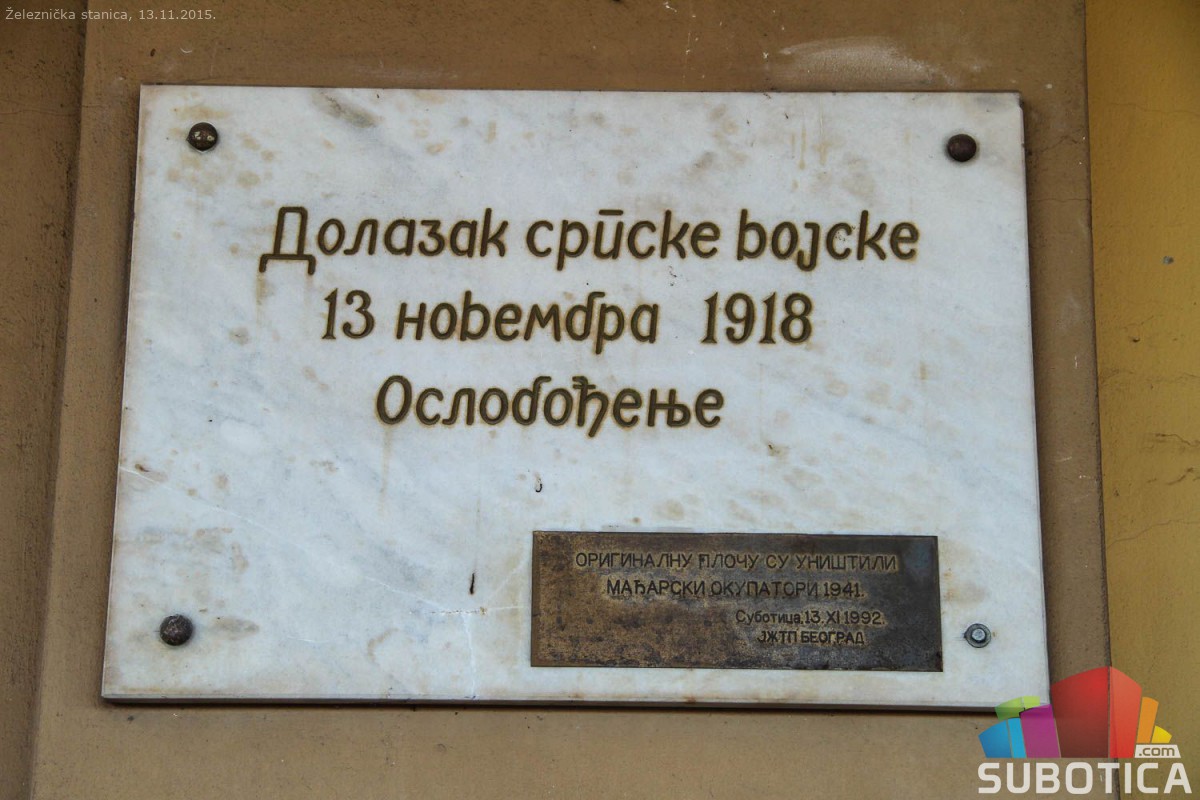 Železnička stanica, 13.11.2015.
Долазак српске војске
13 новембра 1918
Ослобођење
ОРИГИНАЛНУ ПЛОЧУ СУ УНИШТИЛИ
МАЂАРСКИ ОКУПАТОРИ 1941.
Суботица, 13. XI 1992.
ЈЖТП БЕОГРАД
.com
SUBOTICA